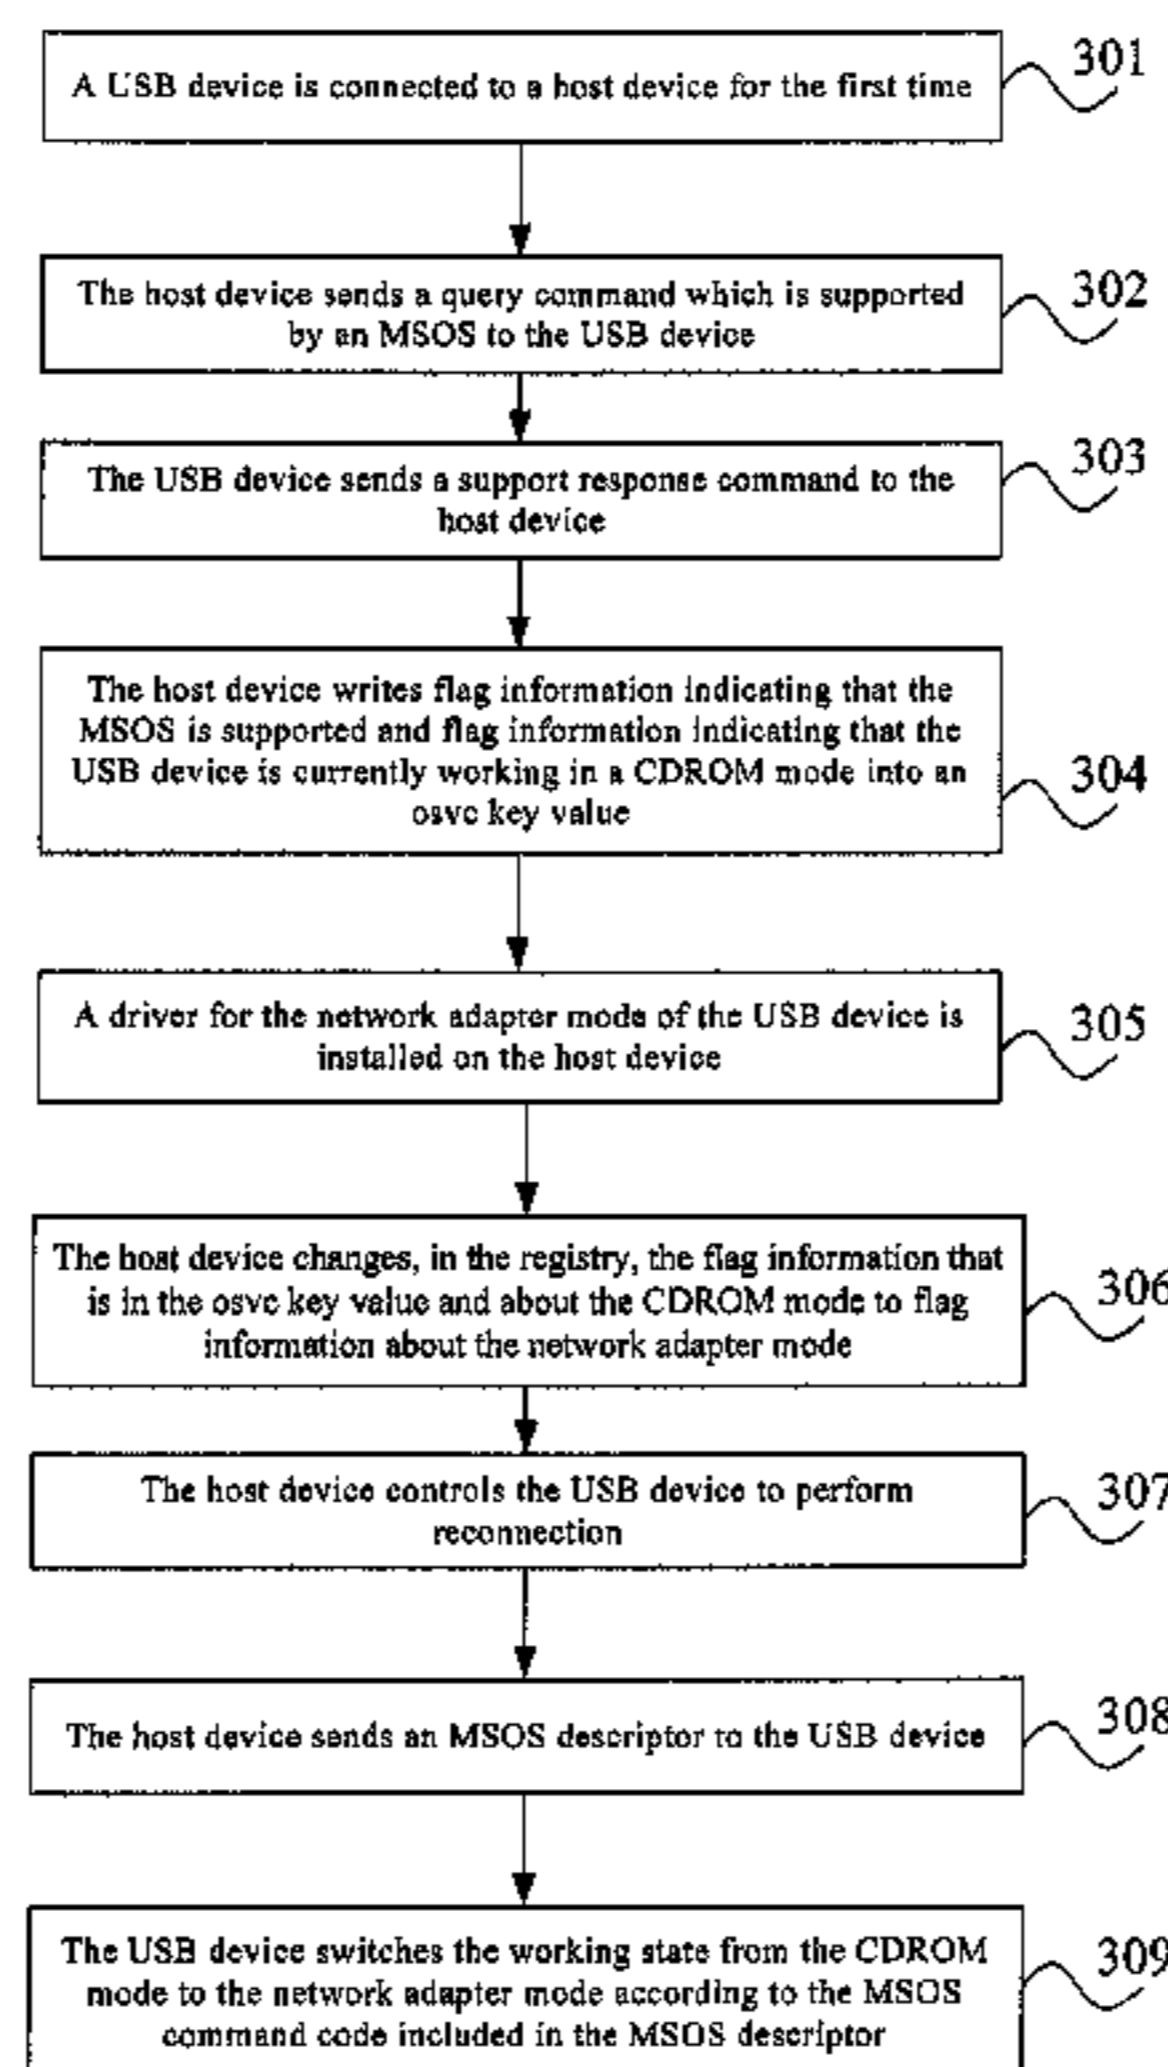 A USB device is connected to a host device for the first time
301
The host device sends a query command which is supported
by an MSOS to the USB device
302
The USB device sends a support response command to the
host device
303
The host device writes flag information indicating that the
MSOS is supported and flag information indicating that the
USB device is currently working in a CDROM mode into an
osvc key value
304
A driver for the network adapter mode of the USB device is
installed on the host device
305
The host device changes, in the registry, the flag information that
is in the osvc key value and about the CDROM mode to flag
information about the network adapter mode
306
The host device controls the USB device to perform
reconnection
307
The host device sends an MSOS descriptor to the USB device
308
The USB device switches the working state from the CDROM
mode to the network adapter mode according to the MSOS
command code included in the MSOS descriptor
309